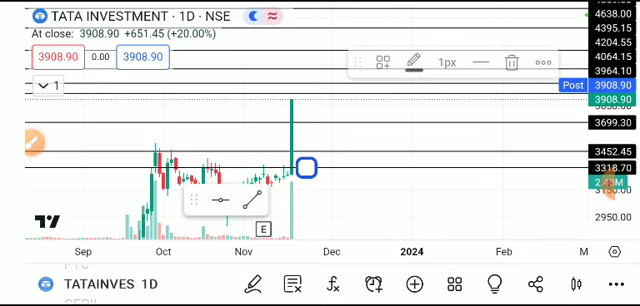 TATA INVESTMENT · 1D · NSE
At close: 3908.90 +651.45 (+20.00%)
3908.90 0.00 3908.90
1
1px
4638.00
4395.15
4204.55
4064.15
3964.10
Post 3908.90
3908.90
3699.30
3452.45
3318.70
2950.00
E
Sep Oct Nov Dec 2024 Feb M
TATAINVES 1D